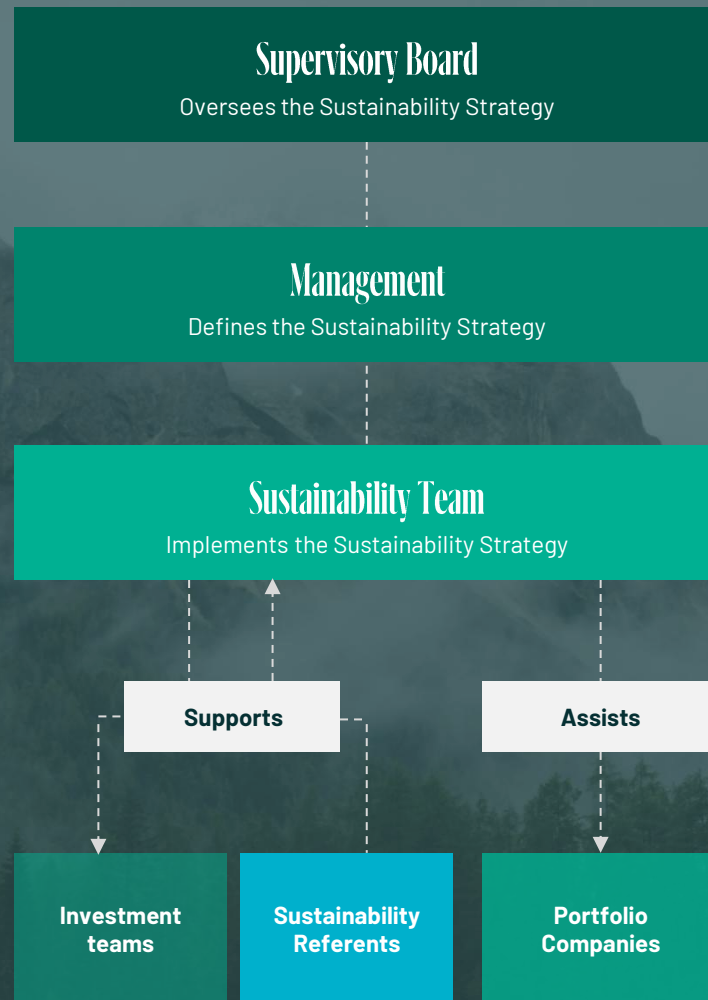 Supervisory Board
Oversees the Sustainability Strategy
Management
Defines the Sustainability Strategy
Sustainability Team
Implements the Sustainability Strategy
Supports
Assists
Investment
teams
Sustainability
Referents
Portfolio
Companies